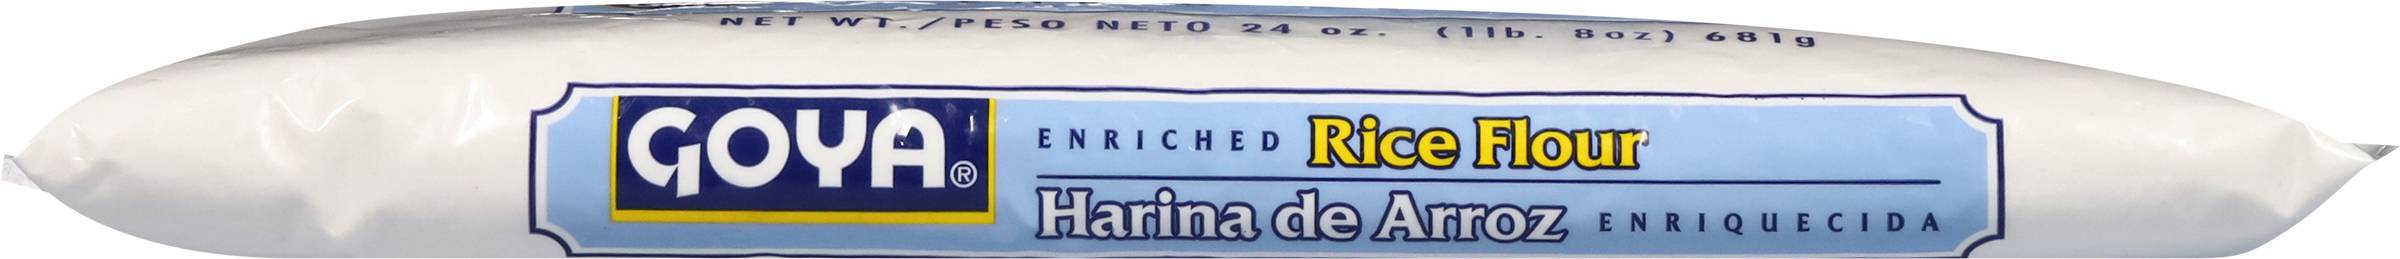 NET WT./PESO NETO 24 oz. (1lb. 8oz) 681g
GOYA®
ENRICHED Rice Flour
Harina de Arroz ENRIQUECIDA